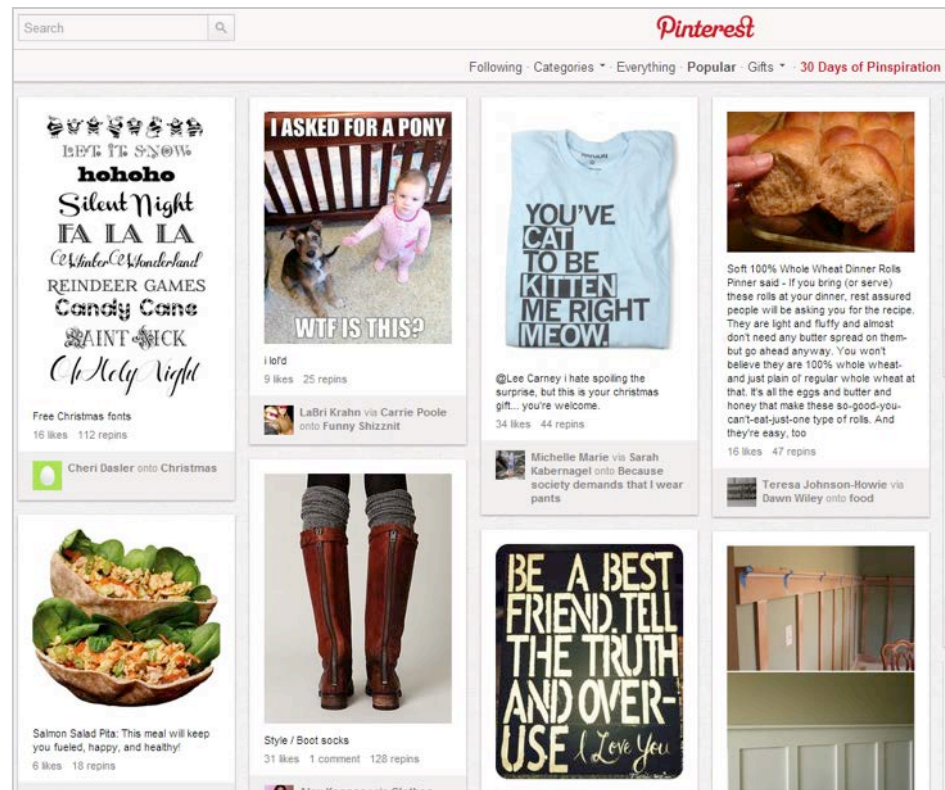 Search
Pinterest
Following · Categories · Everything · Popular · Gifts · 30 Days of Pinspiration
LET IT SNOW
hohoho
Silent Night
FA LA LA
Winter Wonderland
REINDEER GAMES
Candy Cane
SAINT NICK
Oh Holy Night
Free Christmas fonts
16 likes 112 repins
Cheri Dasler onto Christmas
I ASKED FOR A PONY
WTF IS THIS?
i lol'd
9 likes 25 repins
LaBri Krahn via Carrie Poole
onto Funny Shizznit
YOU'VE
CAT
TO BE
KITTEN
ME RIGHT
MEOW.
@Lee Carney i hate spoiling the
surprise, but this is your christmas
gift... you're welcome.
34 likes 44 repins
Michelle Marie via Sarah
Kabernagel onto Because
society demands that I wear
pants
Soft 100% Whole Wheat Dinner Rolls
Pinner said - If you bring (or serve)
these rolls at your dinner, rest assured
people will be asking you for the recipe.
They are light and fluffy and almost
don't need any butter spread on them-
but go ahead anyway. You won't
believe they are 100% whole wheat-
and just plain ol' regular whole wheat at
that. It's all the eggs and butter and
honey that make these so-good-you-
can't-eat-just-one type of rolls. And
they're easy, too
16 likes 47 repins
Teresa Johnson-Howie via
Dawn Wiley onto food
Salmon Salad Pita: This meal will keep
you fueled, happy, and healthy!
6 likes 18 repins
Style / Boot socks
31 likes 1 comment 128 repins
BE A BEST
FRIEND, TELL
THE TRUTH
AND OVER-
USE I Love You